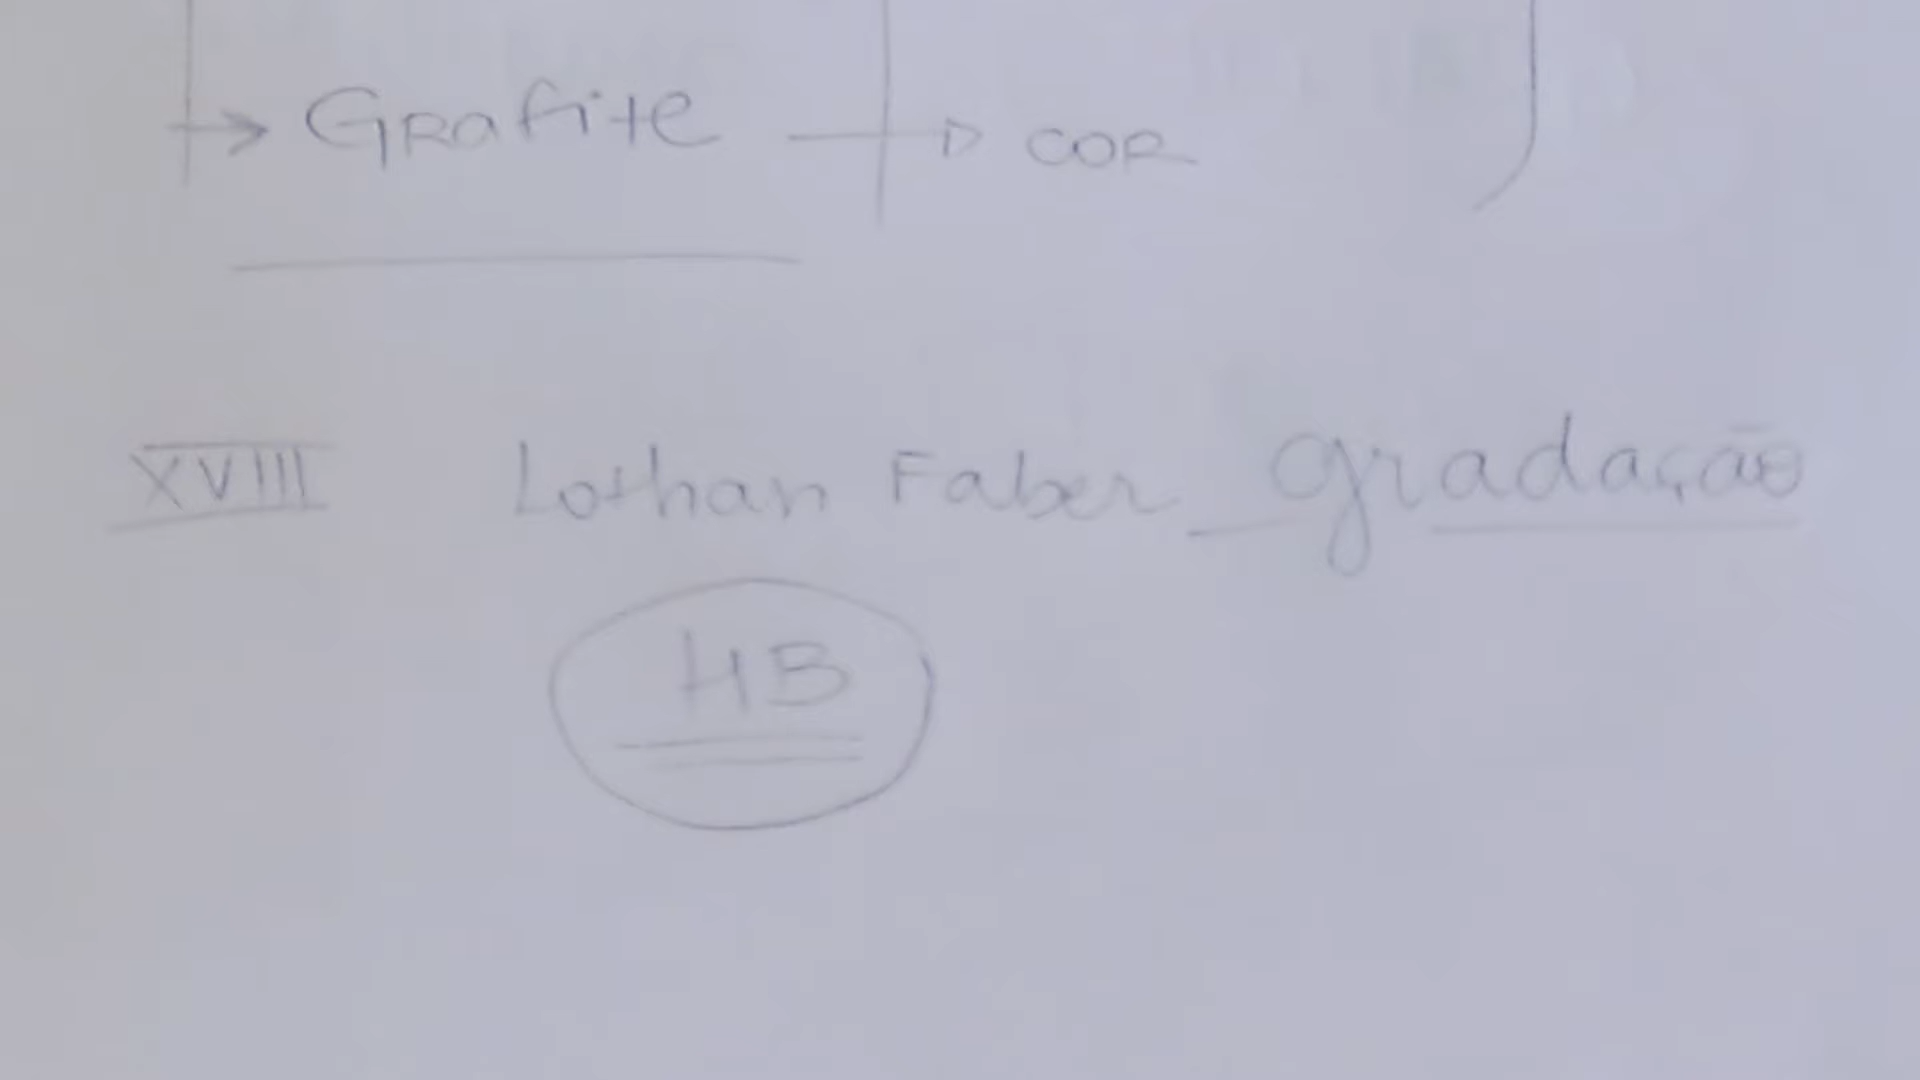 → Grafite → COR
XVIII Lothan Faber gradação
HB